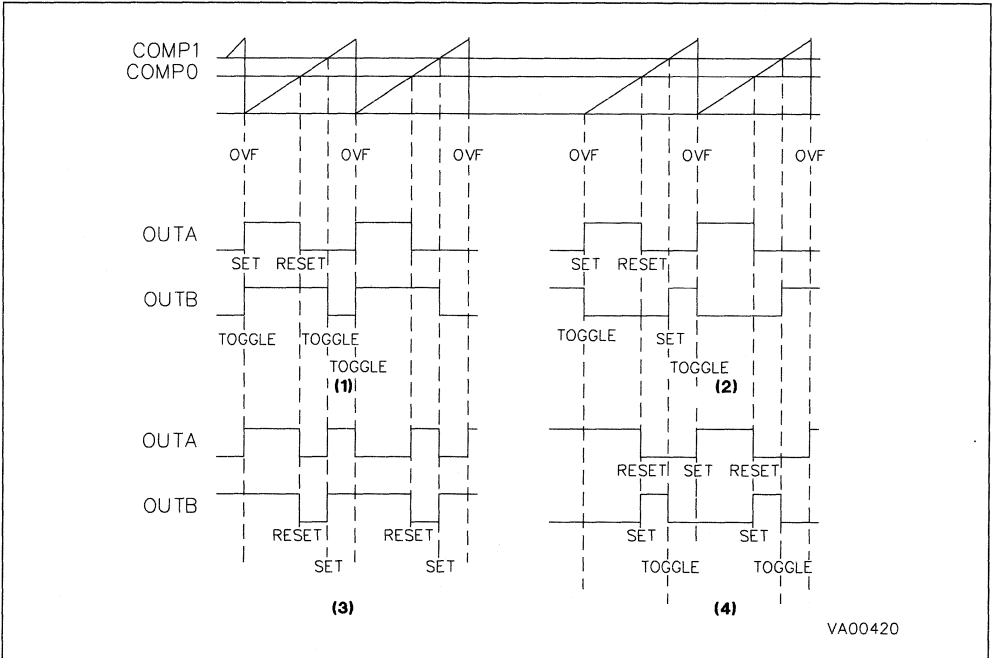 COMP1
COMP0
OVF OVF OVF OVF OVF OVF
OUTA
SET RESET SET RESET
OUTB
TOGGLE TOGGLE SET
TOGGLE TOGGLE
(1) (2)
OUTA
RESET SET RESET
OUTB
RESET RESET SET SET
SET SET TOGGLE TOGGLE
(3) (4)
VA00420